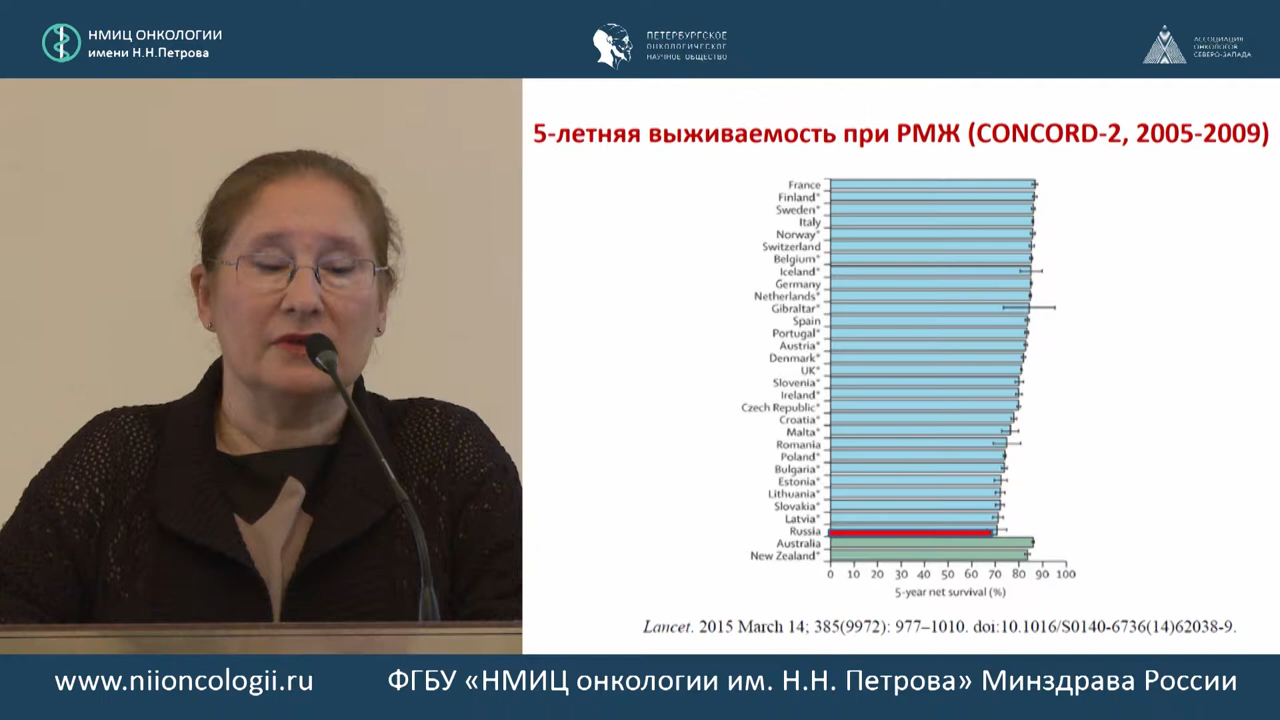 НМИЦ ОНКОЛОГИИ
имени Н.Н.Петрова
ПЕТЕРБУРГСКОЕ
ОНКОЛОГИЧЕСКОЕ
НАУЧНОЕ ОБЩЕСТВО
АССОЦИАЦИЯ
ОНКОЛОГОВ
СЕВЕРО-ЗАПАДА
5-летняя выживаемость при РМЖ (CONCORD-2, 2005-2009)
France
Finland*
Sweden*
Italy
Norway*
Switzerland
Belgium*
Iceland*
Germany
Netherlands*
Gibraltar*
Spain
Portugal*
Austria*
Denmark*
UK*
Slovenia*
Ireland*
Czech Republic*
Croatia*
Malta*
Romania
Poland*
Bulgaria*
Estonia*
Lithuania*
Slovakia*
Latvia*
Russia
Australia
New Zealand*
0 10 20 30 40 50 60 70 80 90 100
5-year net survival (%)
Lancet. 2015 March 14; 385(9972): 977–1010. doi:10.1016/S0140-6736(14)62038-9.
www.niioncologii.ru
ФГБУ «НМИЦ онкологии им. Н.Н. Петрова» Минздрава России